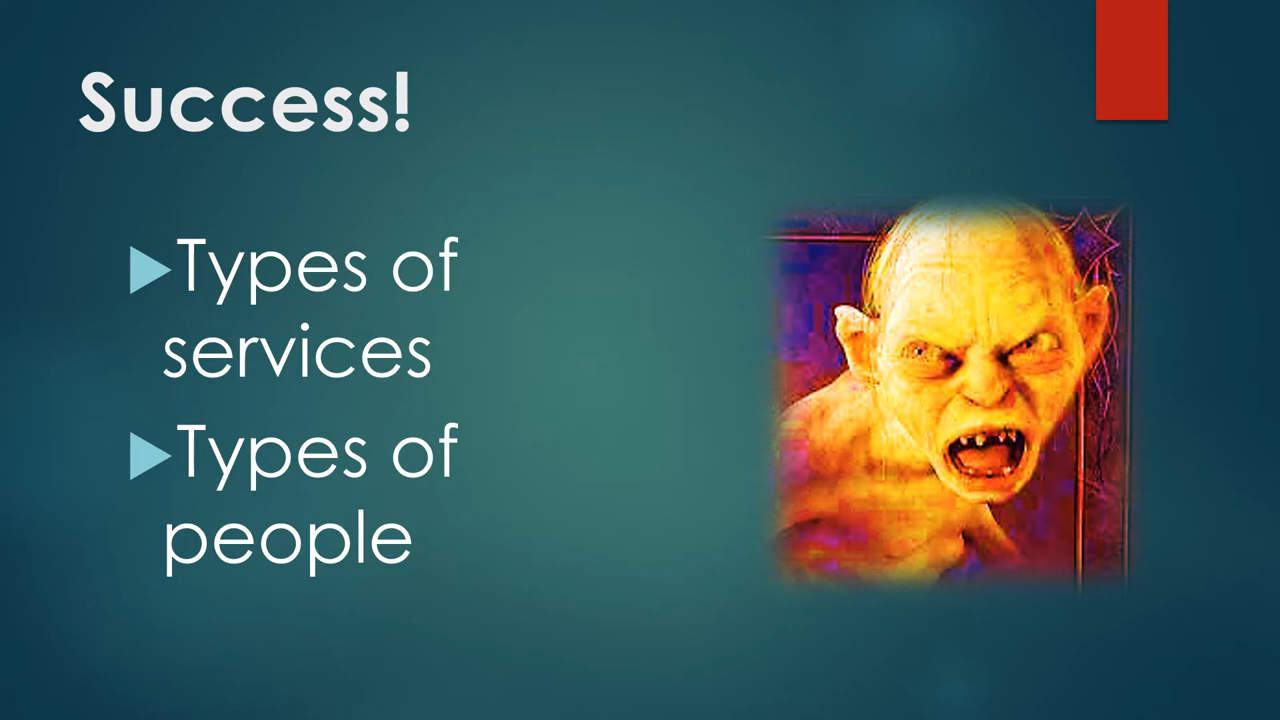 Success!
Types of
services
Types of
people